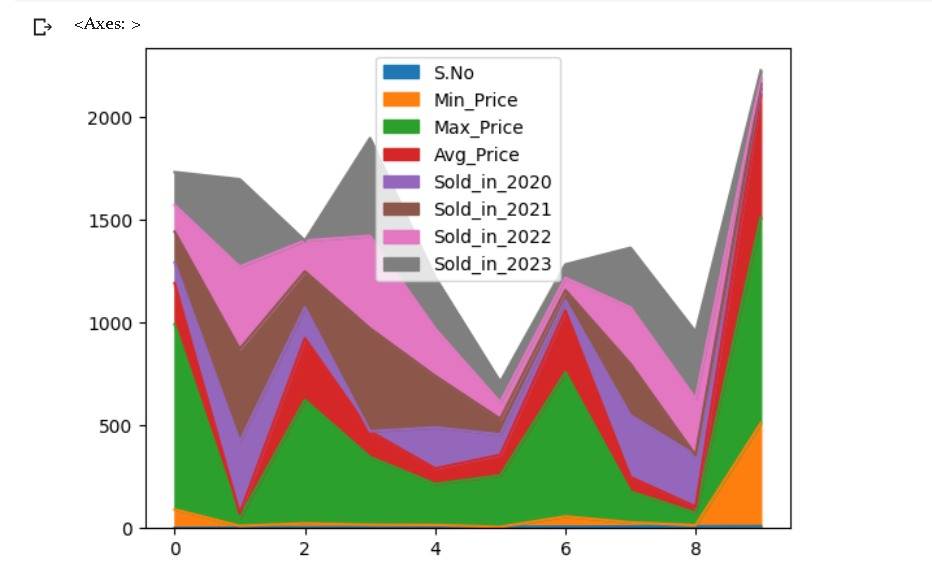 <Axes: >
S.No
Min_Price
Max_Price
Avg_Price
Sold_in_2020
Sold_in_2021
Sold_in_2022
Sold_in_2023
2000
1500
1000
500
0
0 2 4 6 8